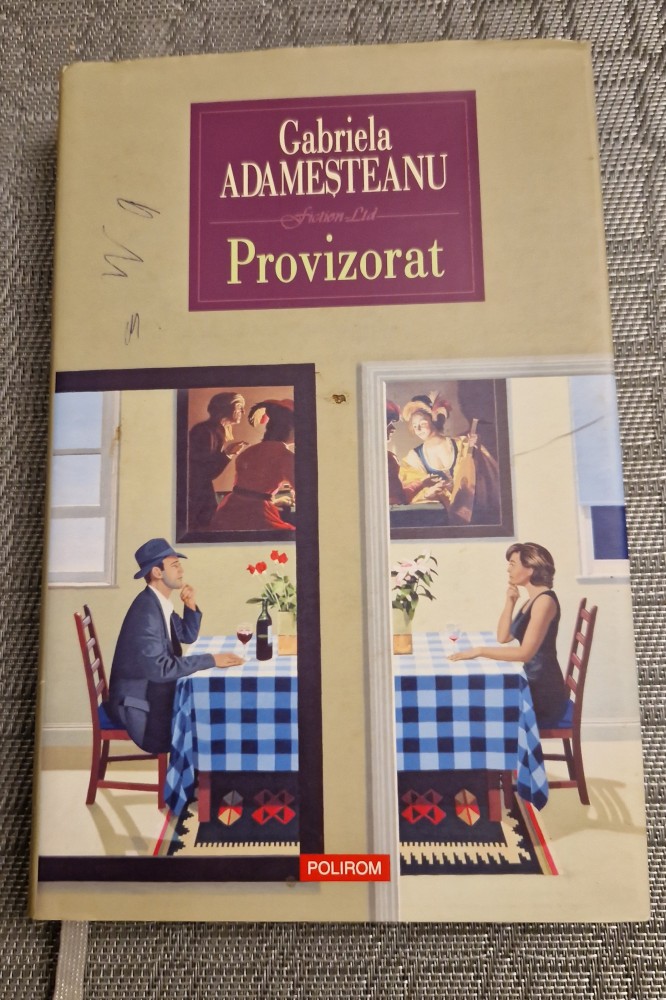 Gabriela
ADAMEȘTEANU
Fiction Ltd
Provizorat
POLIROM